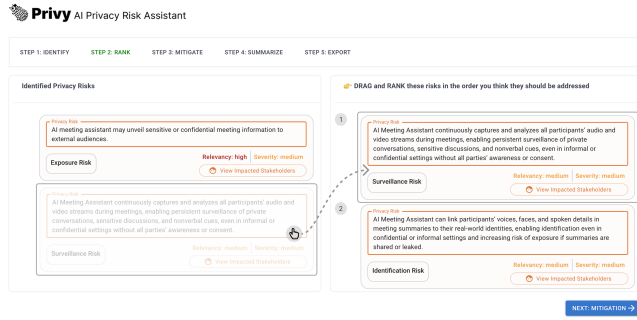 Privy AI Privacy Risk Assistant
STEP 1: IDENTIFY STEP 2: RANK STEP 3: MITIGATE STEP 4: SUMMARIZE STEP 5: EXPORT
Identified Privacy Risks
Privacy Risk
AI meeting assistant may unveil sensitive or confidential meeting information to
external audiences.
Exposure Risk
Relevancy: high Severity: medium
View Impacted Stakeholders
Privacy Risk
AI Meeting Assistant continuously captures and analyzes all participants' audio and
video streams during meetings, enabling persistent surveillance of private
conversations, sensitive discussions, and nonverbal cues, even in informal or
confidential settings without all parties' awareness or consent.
Surveillance Risk
Relevancy: medium Severity: medium
View Impacted Stakeholders
DRAG and RANK these risks in the order you think they should be addressed
1
Privacy Risk
AI Meeting Assistant continuously captures and analyzes all participants' audio and
video streams during meetings, enabling persistent surveillance of private
conversations, sensitive discussions, and nonverbal cues, even in informal or
confidential settings without all parties' awareness or consent.
Surveillance Risk
Relevancy: medium Severity: medium
View Impacted Stakeholders
2
Privacy Risk
AI Meeting Assistant can link participants' voices, faces, and spoken details in
meeting summaries to their real-world identities, enabling identification even in
confidential or informal settings and increasing risk of exposure if summaries are
shared or leaked.
Identification Risk
Relevancy: medium Severity: medium
View Impacted Stakeholders
NEXT: MITIGATION →